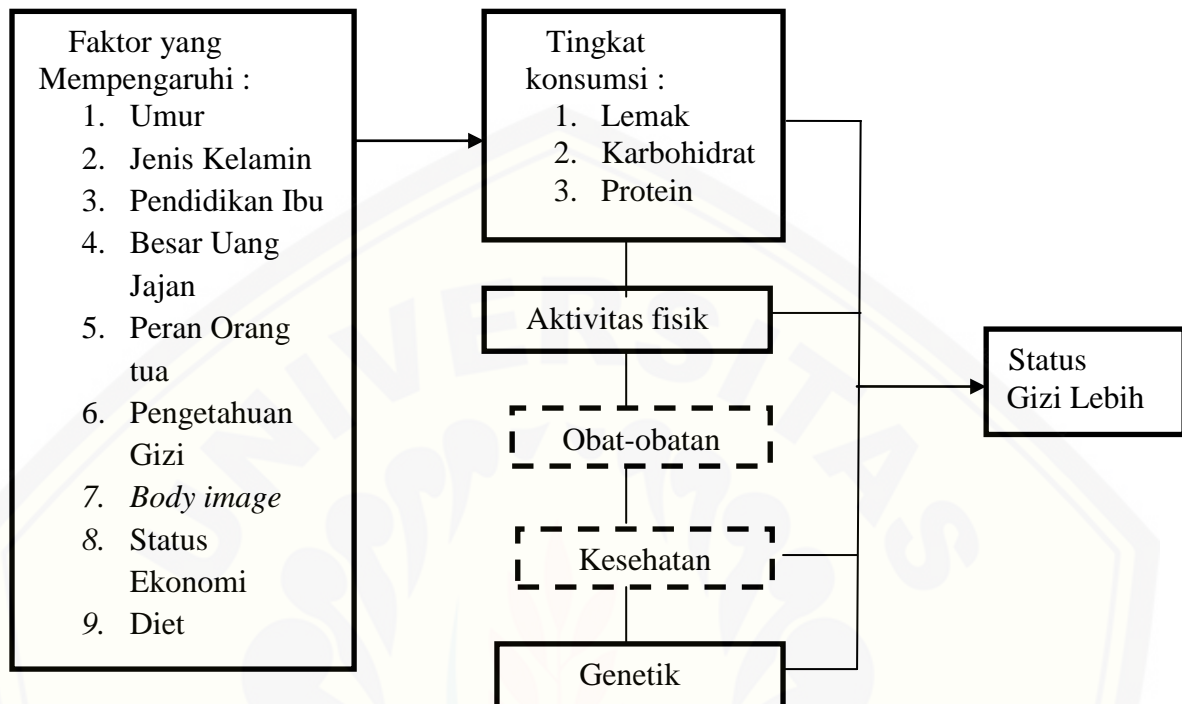 Faktor yang
Mempengaruhi :
1. Umur
2. Jenis Kelamin
3. Pendidikan Ibu
4. Besar Uang
Jajan
5. Peran Orang
tua
6. Pengetahuan
Gizi
7. Body image
8. Status
Ekonomi
9. Diet
Tingkat
konsumsi :
1. Lemak
2. Karbohidrat
3. Protein
Aktivitas fisik
Obat-obatan
Kesehatan
Genetik
Status
Gizi Lebih
UNIVERSITAS